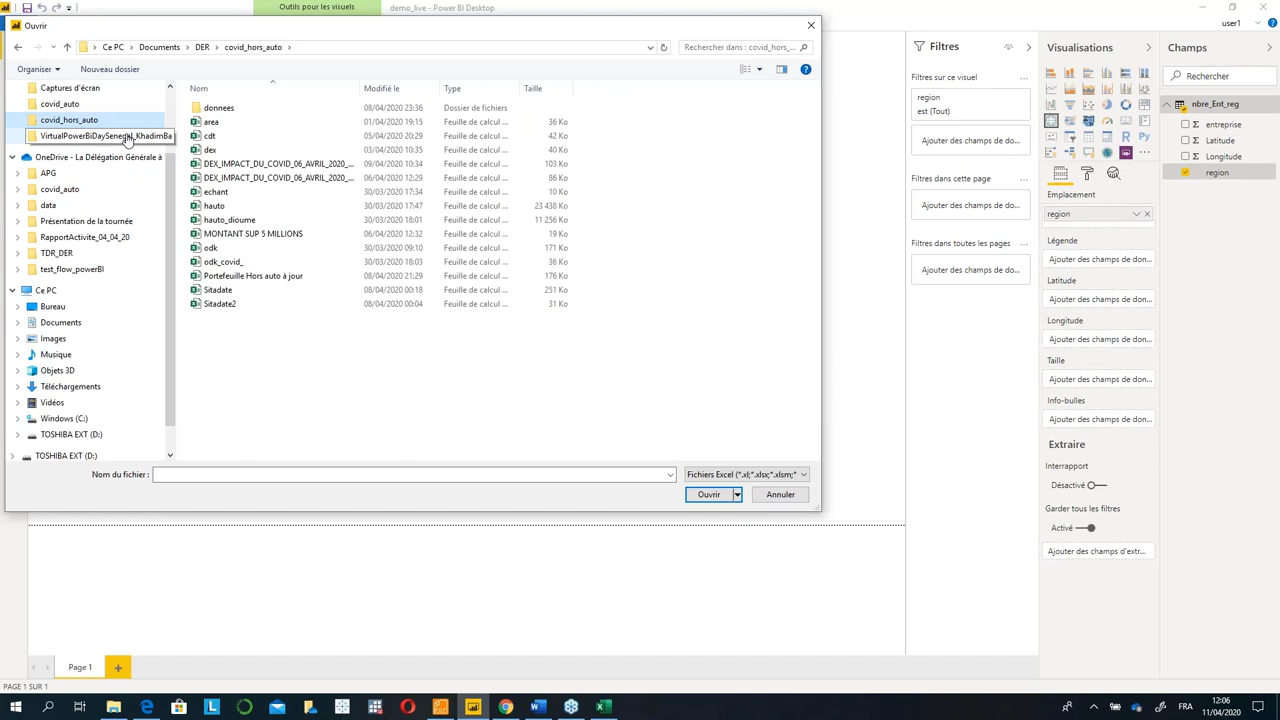 Outils pour les visuels
demo_live - Power BI Desktop
user1
Ouvrir
Ce PC > Documents > DER > covid_hors_auto >
Rechercher dans : covid_hors_...
Organiser
Nouveau dossier
Captures d'écran
covid_auto
covid_hors_auto
OneDrive - La Délégation Générale à
APG
covid_auto
data
Présentation de la tournée
RapportActivite_04_04_20
TDR_DER
test_flow_powerBI
Ce PC
Bureau
Documents
Images
Musique
Objets 3D
Téléchargements
Vidéos
Windows (C:)
TOSHIBA EXT (D:)
TOSHIBA EXT (D:)
Nom Modifié le Type Taille
donnees 08/04/2020 23:36 Dossier de fichiers
area 01/04/2020 19:15 Feuille de calcul ... 36 Ko
cdt 05/04/2020 20:29 Feuille de calcul ... 42 Ko
dex 03/04/2020 13:35 Feuille de calcul ... 40 Ko
DEX_IMPACT_DU_COVID_06_AVRIL_2020_... 09/04/2020 10:34 Feuille de calcul ... 103 Ko
DEX_IMPACT_DU_COVID_06_AVRIL_2020_... 06/04/2020 12:29 Feuille de calcul ... 86 Ko
echant 30/03/2020 17:34 Feuille de calcul ... 10 Ko
hauto 30/03/2020 17:47 Feuille de calcul ... 23 438 Ko
hauto_dioume 30/03/2020 18:01 Feuille de calcul ... 11 256 Ko
MONTANT SUP 5 MILLIONS 06/04/2020 12:32 Feuille de calcul ... 19 Ko
odk 30/03/2020 09:10 Feuille de calcul ... 171 Ko
odk_covid_ 30/03/2020 18:03 Feuille de calcul ... 36 Ko
Portefeuille Hors auto à jour 08/04/2020 21:29 Feuille de calcul ... 176 Ko
Sitadate 08/04/2020 00:18 Feuille de calcul ... 251 Ko
Sitadate2 08/04/2020 00:04 Feuille de calcul ... 31 Ko
Nom du fichier :
Fichiers Excel (*.xl;*.xlsx;*.xlsm;*
Ouvrir
Annuler
Filtres
Filtres sur ce visuel ...
region
est (Tout)
Ajouter des champs de do...
Filtres dans cette page ...
Ajouter des champs de do...
Filtres dans toutes les pages ...
Ajouter des champs de do...
Visualisations
R Py
Emplacement
region
Légende
Ajouter des champs de don...
Latitude
Ajouter des champs de don...
Longitude
Ajouter des champs de don...
Taille
Ajouter des champs de don...
Info-bulles
Ajouter des champs de don...
Extraire
Interrapport
Désactivé
Garder tous les filtres
Activé
Ajouter des champs d'extr...
Champs
Rechercher
nbre_Ent_reg
Σ entreprise
Σ Latitude
Σ Longitude
region
Page 1
PAGE 1 SUR 1
FRA
12:06
11/04/2020